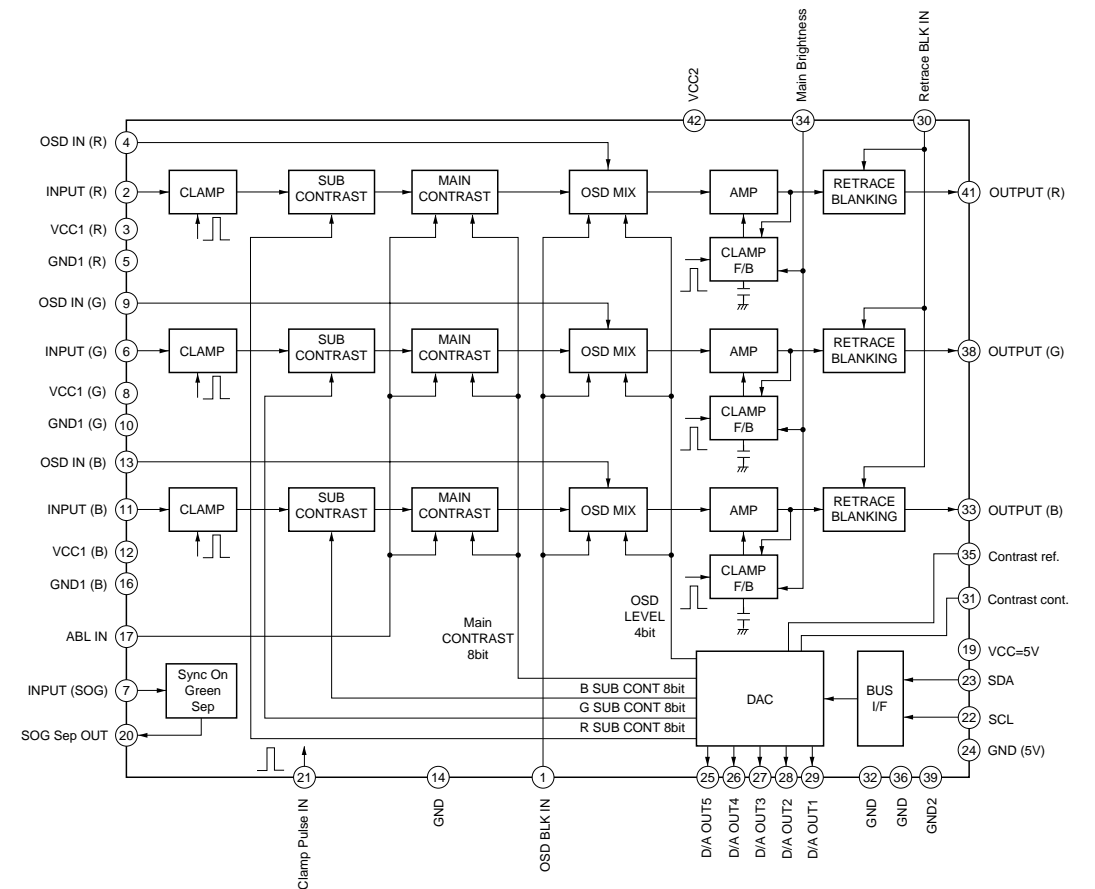 VCC2
Main Brightness
Retrace BLK IN
42
34
30
OSD IN (R)
4
INPUT (R)
2
CLAMP
SUB
CONTRAST
MAIN
CONTRAST
OSD MIX
AMP
RETRACE
BLANKING
41
OUTPUT (R)
VCC1 (R)
3
GND1 (R)
5
CLAMP
F/B
OSD IN (G)
9
INPUT (G)
6
CLAMP
SUB
CONTRAST
MAIN
CONTRAST
OSD MIX
AMP
RETRACE
BLANKING
38
OUTPUT (G)
VCC1 (G)
8
GND1 (G)
10
CLAMP
F/B
OSD IN (B)
13
INPUT (B)
11
CLAMP
SUB
CONTRAST
MAIN
CONTRAST
OSD MIX
AMP
RETRACE
BLANKING
33
OUTPUT (B)
VCC1 (B)
12
GND1 (B)
16
CLAMP
F/B
35
Contrast ref.
31
Contrast cont.
ABL IN
17
Main
CONTRAST
8bit
OSD
LEVEL
4bit
19
VCC=5V
INPUT (SOG)
7
Sync On
Green
Sep
SOG Sep OUT
20
B SUB CONT 8bit
G SUB CONT 8bit
R SUB CONT 8bit
DAC
BUS
I/F
23
SDA
22
SCL
24
GND (5V)
21
14
1
25
26
27
28
29
32
36
39
Clamp Pulse IN
GND
OSD BLK IN
D/A OUT5
D/A OUT4
D/A OUT3
D/A OUT2
D/A OUT1
GND
GND
GND2